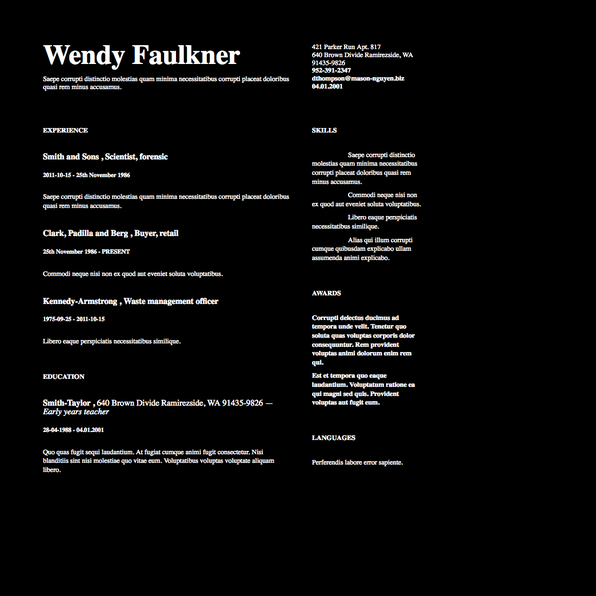 Wendy Faulkner
Saepe corrupti distinctio molestias quam minima necessitatibus corrupti placeat doloribus
quasi rem minus accusamus.
421 Parker Run Apt. 817
640 Brown Divide Ramirezside, WA
91435-9826
952-391-2347
dthompson@mason-nguyen.biz
04.01.2001
EXPERIENCE
Smith and Sons , Scientist, forensic
2011-10-15 - 25th November 1986
Saepe corrupti distinctio molestias quam minima necessitatibus corrupti placeat doloribus
quasi rem minus accusamus.
Clark, Padilla and Berg , Buyer, retail
25th November 1986 - PRESENT
Commodi neque nisi non ex quod aut eveniet soluta voluptatibus.
Kennedy-Armstrong , Waste management officer
1975-09-25 - 2011-10-15
Libero eaque perspiciatis necessitatibus similique.
EDUCATION
Smith-Taylor , 640 Brown Divide Ramirezside, WA 91435-9826 —
Early years teacher
28-04-1988 - 04.01.2001
Quo quas fugit sequi laudantium. At fugiat cumque animi fugit consectetur. Nisi
blanditiis sint nisi molestiae quo vitae eum. Voluptatibus voluptas voluptate aliquam
libero.
SKILLS
Saepe corrupti distinctio
molestias quam minima necessitatibus
corrupti placeat doloribus quasi rem
minus accusamus.
Commodi neque nisi non
ex quod aut eveniet soluta voluptatibus.
Libero eaque perspiciatis
necessitatibus similique.
Alias qui illum corrupti
cumque quibusdam explicabo ullam
assumenda animi explicabo.
AWARDS
Corrupti delectus ducimus ad
tempora unde velit. Tenetur quo
soluta quas voluptas corporis dolor
consequuntur. Rem provident
voluptas animi dolorum enim rem
qui.
Est et tempora quo eaque
laudantium. Voluptatum ratione ea
qui magni sed quis. Provident
voluptas aut fugit eum.
LANGUAGES
Perferendis labore error sapiente.